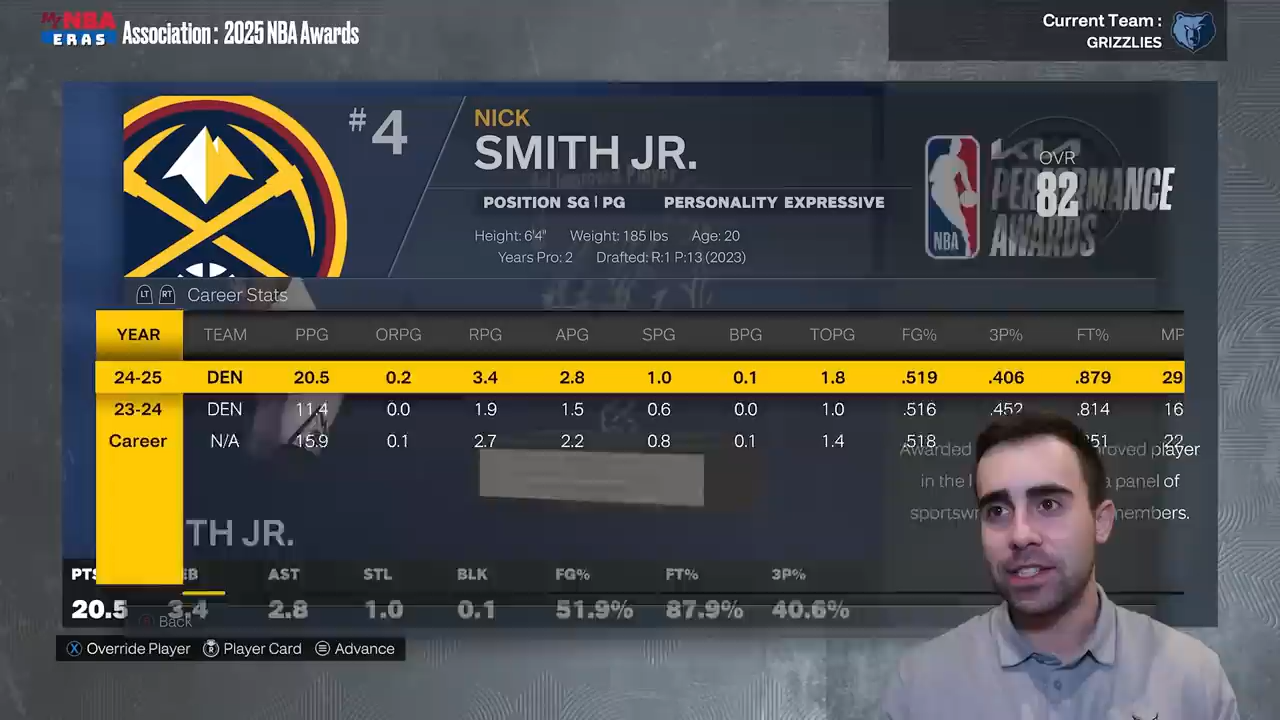 MyNBA
ERAS
Association : 2025 NBA Awards
Current Team :
GRIZZLIES
#4
NICK
SMITH JR.
POSITION SG | PG PERSONALITY EXPRESSIVE
Height: 6'4" Weight: 185 lbs Age: 20
Years Pro: 2 Drafted: R:1 P:13 (2023)
NBA
KIA
PERFORMANCE
AWARDS
OVR
82
Improved Player
LT RT Career Stats
YEAR TEAM PPG ORPG RPG APG SPG BPG TOPG FG% 3P% FT% MP
24-25 DEN 20.5 0.2 3.4 2.8 1.0 0.1 1.8 .519 .406 .879 29
23-24 DEN 11.4 0.0 1.9 1.5 0.6 0.0 1.0 .516 .452 .814 16
Career N/A 15.9 0.1 2.7 2.2 0.8 0.1 1.4 .518 351 22
Awarded roved player
in the l a panel of
sportswr members.
TH JR.
PTS EB AST STL BLK FG% FT% 3P%
20.5 3.4 2.8 1.0 0.1 51.9% 87.9% 40.6%
Back
X Override Player R Player Card Advance